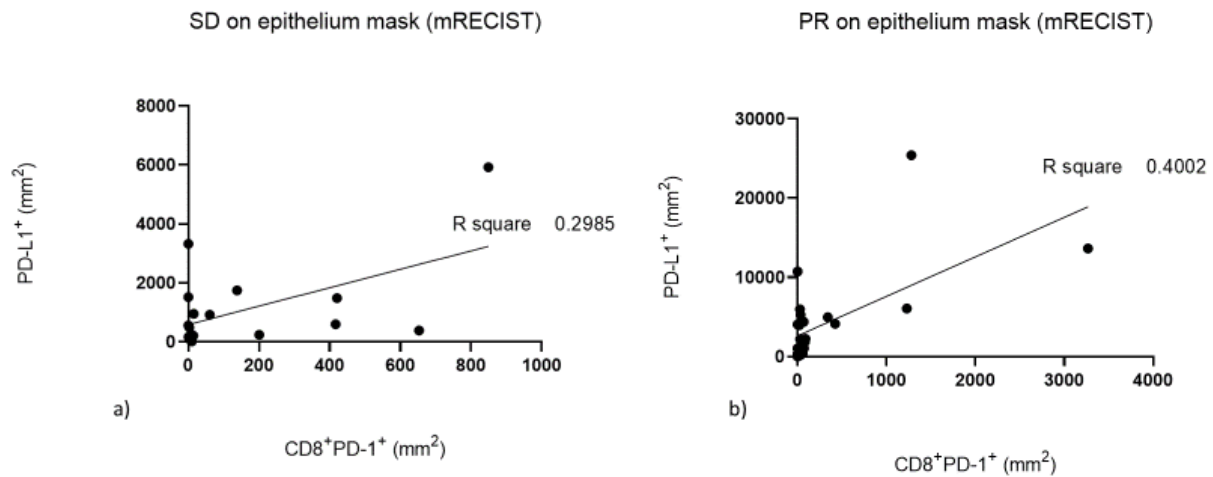 SD on epithelium mask (mRECIST)
8000
6000
4000
2000
0
0 200 400 600 800 1000
PD-L1⁺ (mm²)
R square 0.2985
CD8⁺PD-1⁺ (mm²)
a)
PR on epithelium mask (mRECIST)
30000
20000
10000
0
0 1000 2000 3000 4000
PD-L1⁺ (mm²)
R square 0.4002
CD8⁺PD-1⁺ (mm²)
b)